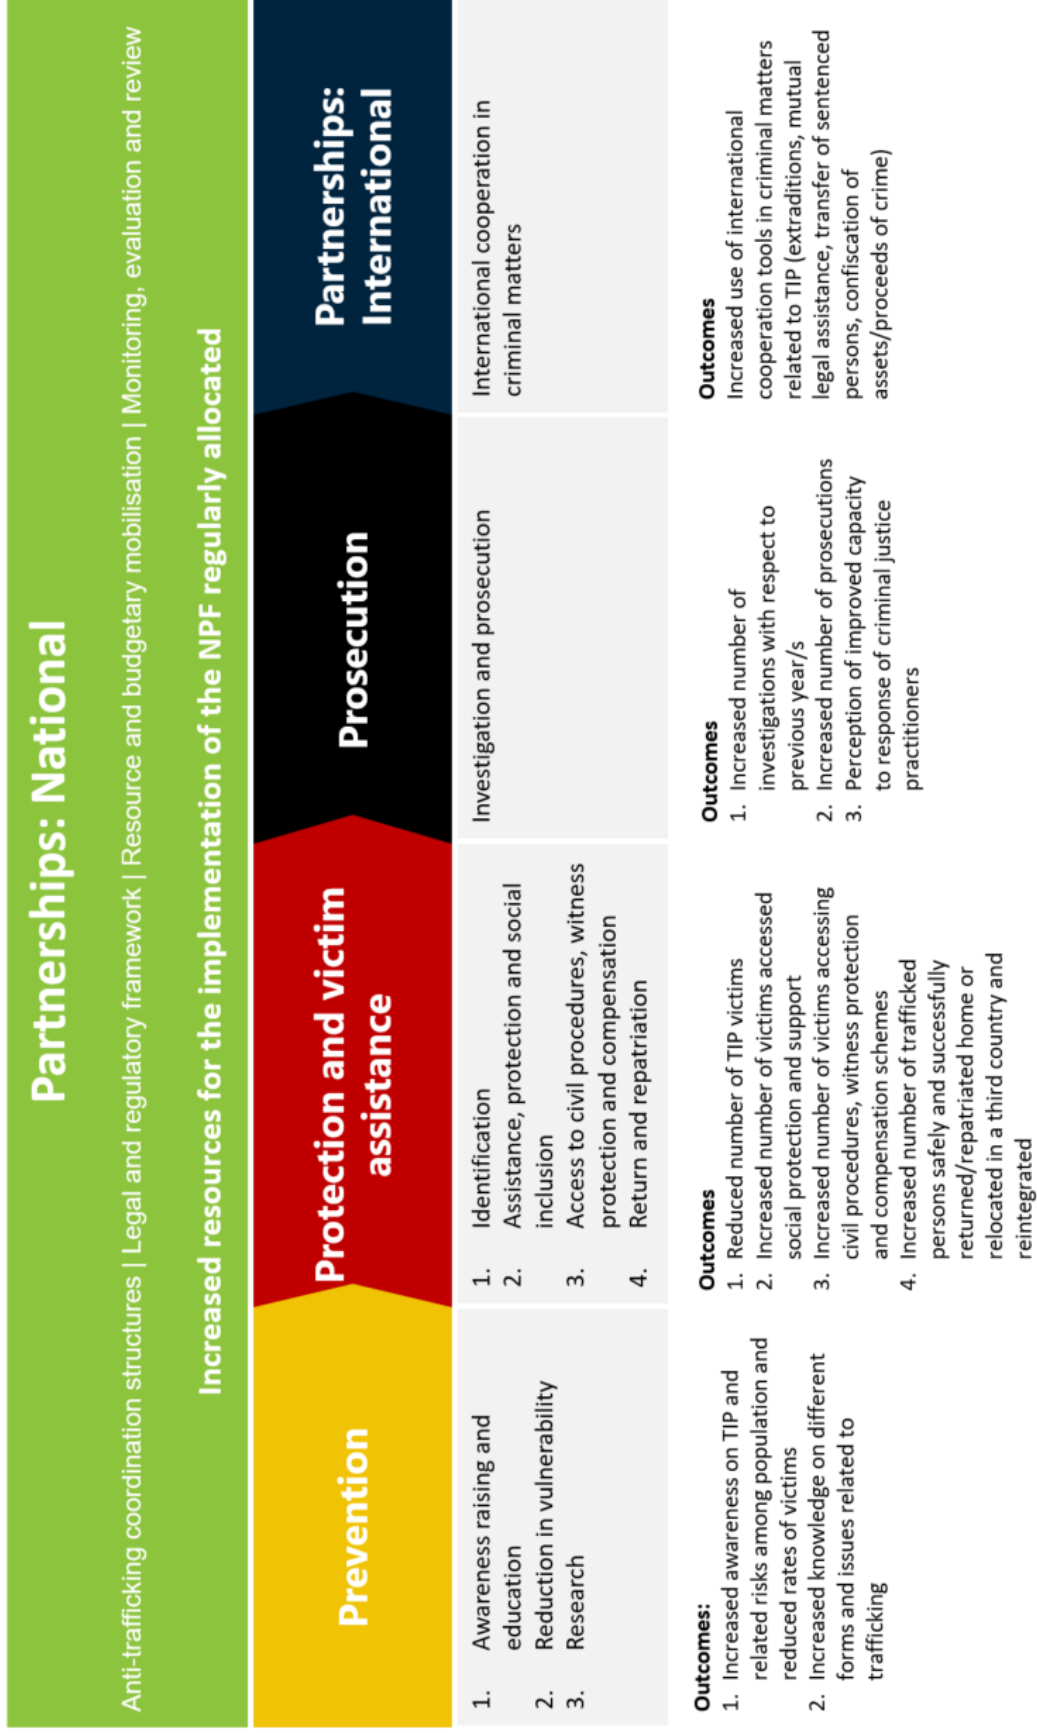 Partnerships: National
Anti-trafficking coordination structures | Legal and regulatory framework | Resource and budgetary mobilisation | Monitoring, evaluation and review
Increased resources for the implementation of the NPF regularly allocated
Prevention
1. Awareness raising and
education
2. Reduction in vulnerability
3. Research
Outcomes:
1. Increased awareness on TIP and
related risks among population and
reduced rates of victims
2. Increased knowledge on different
forms and issues related to
trafficking
Protection and victim
assistance
1. Identification
2. Assistance, protection and social
inclusion
3. Access to civil procedures, witness
protection and compensation
4. Return and repatriation
Outcomes
1. Reduced number of TIP victims
2. Increased number of victims accessed
social protection and support
3. Increased number of victims accessing
civil procedures, witness protection
and compensation schemes
4. Increased number of trafficked
persons safely and successfully
returned/repatriated home or
relocated in a third country and
reintegrated
Prosecution
Investigation and prosecution
Outcomes
1. Increased number of
investigations with respect to
previous year/s
2. Increased number of prosecutions
3. Perception of improved capacity
to response of criminal justice
practitioners
Partnerships:
International
International cooperation in
criminal matters
Outcomes
Increased use of international
cooperation tools in criminal matters
related to TIP (extraditions, mutual
legal assistance, transfer of sentenced
persons, confiscation of
assets/proceeds of crime)